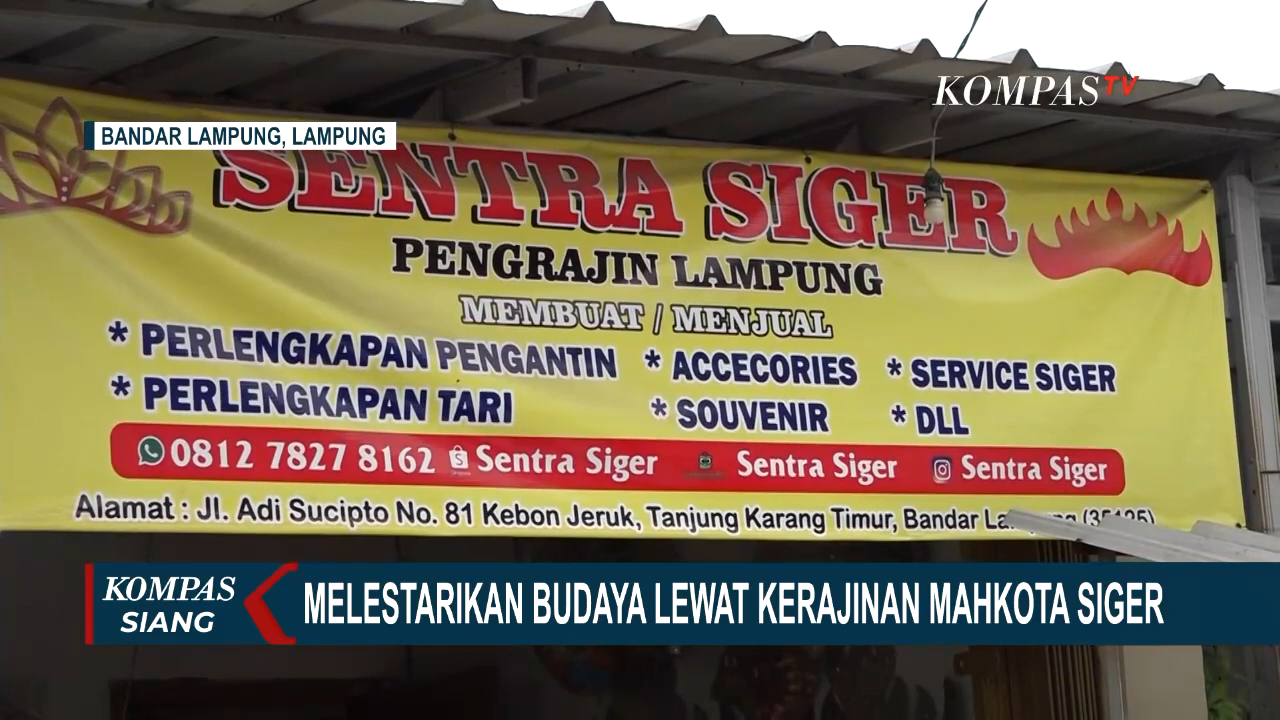 KOMPAS TV
BANDAR LAMPUNG, LAMPUNG
SENTRA SIGER
PENGRAJIN LAMPUNG
MEMBUAT / MENJUAL
* PERLENGKAPAN PENGANTIN * ACCECORIES * SERVICE SIGER
* PERLENGKAPAN TARI * SOUVENIR * DLL
0812 7827 8162 Sentra Siger Sentra Siger Sentra Siger
Alamat : Jl. Adi Sucipto No. 81 Kebon Jeruk, Tanjung Karang Timur, Bandar
KOMPAS SIANG
MELESTARIKAN BUDAYA LEWAT KERAJINAN MAHKOTA SIGER